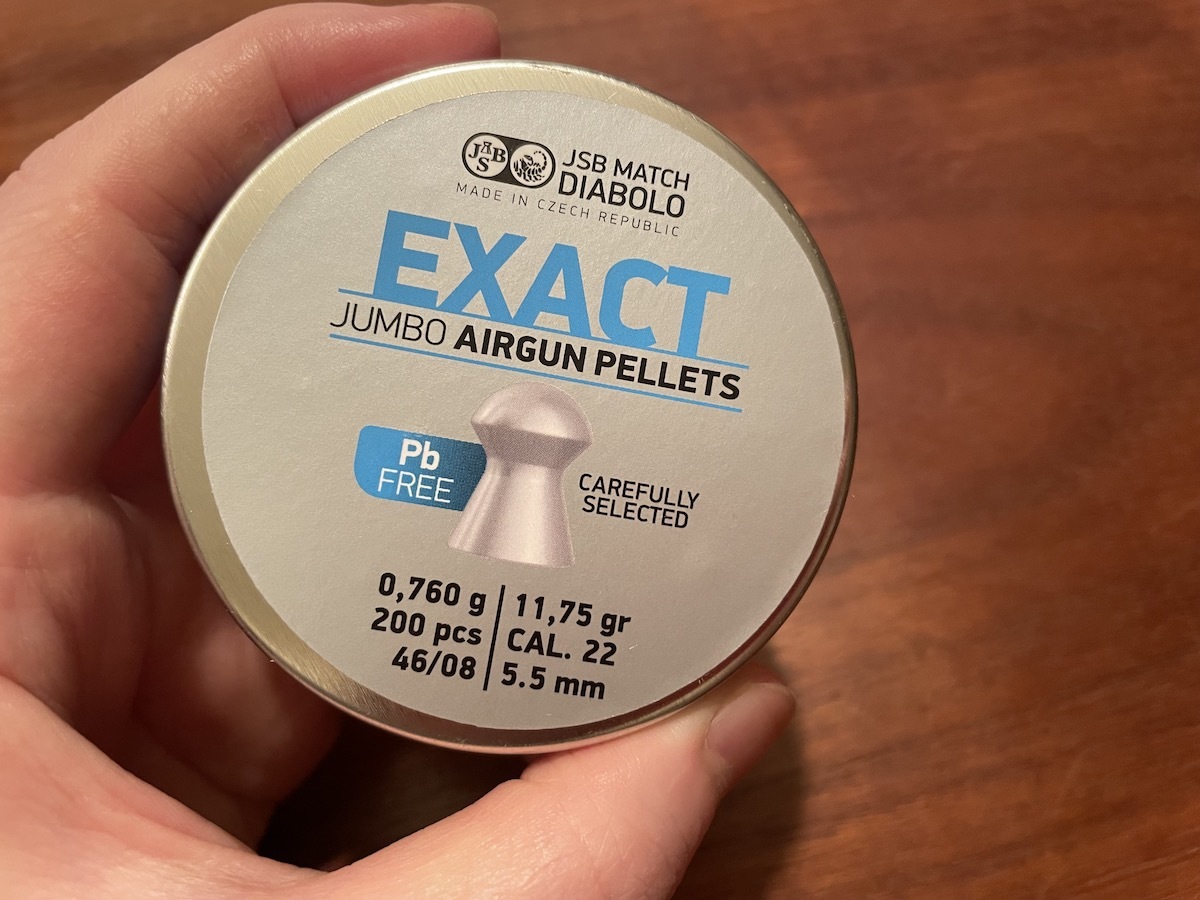 JSB
JSB MATCH
DIABOLO
MADE IN CZECH REPUBLIC
EXACT
JUMBO AIRGUN PELLETS
Pb
FREE
CAREFULLY
SELECTED
0,760 g | 11,75 gr
200 pcs | CAL. 22
46/08 | 5.5 mm